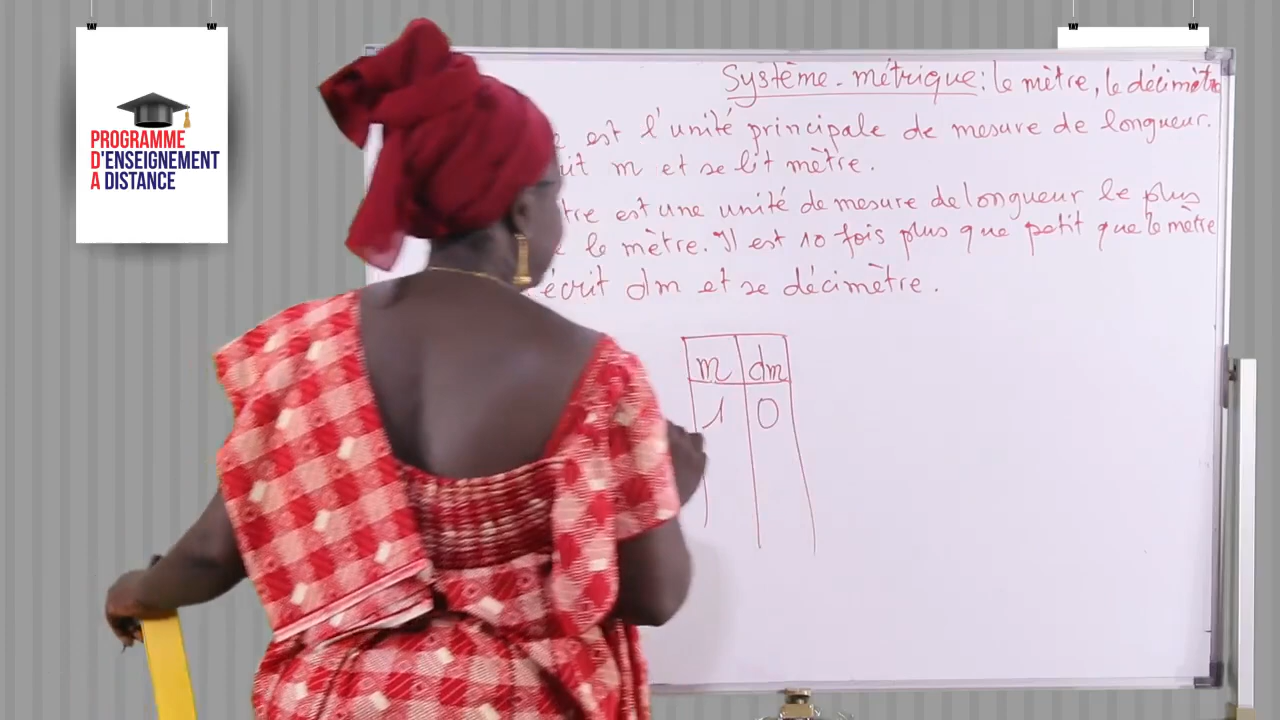 PROGRAMME
D'ENSEIGNEMENT
A DISTANCE
Système-métrique: le mètre, le décimètre
est l'unité principale de mesure de longueur.
m et se lit mètre.
est une unité de mesure de longueur le plus
le mètre. Il est 10 fois plus que petit que le mètre
écrit dm et se décimètre.
m dm
1 0